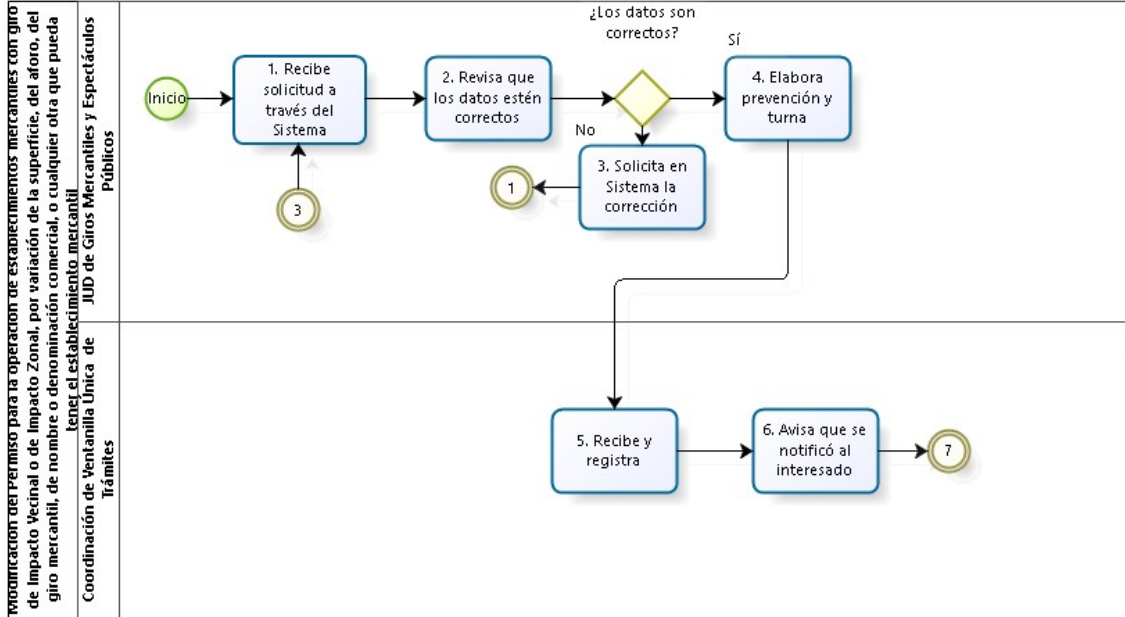 Modificación del Permiso para la operación de establecimientos mercantiles con giro
de Impacto Vecinal o de Impacto Zonal, por variación de la superficie, del aforo, del
giro mercantil, de nombre o denominación comercial, o cualquier otra que pueda
tener el establecimiento mercantil
JUD de Giros Mercantiles y Espectáculos
Públicos
Inicio
1. Recibe
solicitud a
través del
Sistema
3
2. Revisa que
los datos estén
correctos
¿Los datos son
correctos?
Sí
No
3. Solicita en
Sistema la
corrección
1
4. Elabora
prevención y
turna
Coordinación de Ventanilla Única de
Trámites
5. Recibe y
registra
6. Avisa que se
notificó al
interesado
7